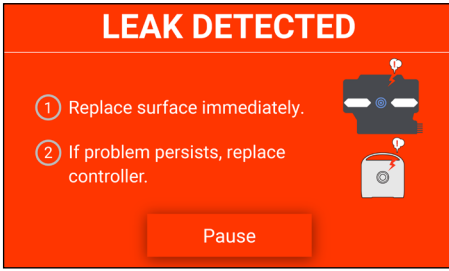 LEAK DETECTED
1 Replace surface immediately.
2 If problem persists, replace
controller.
Pause